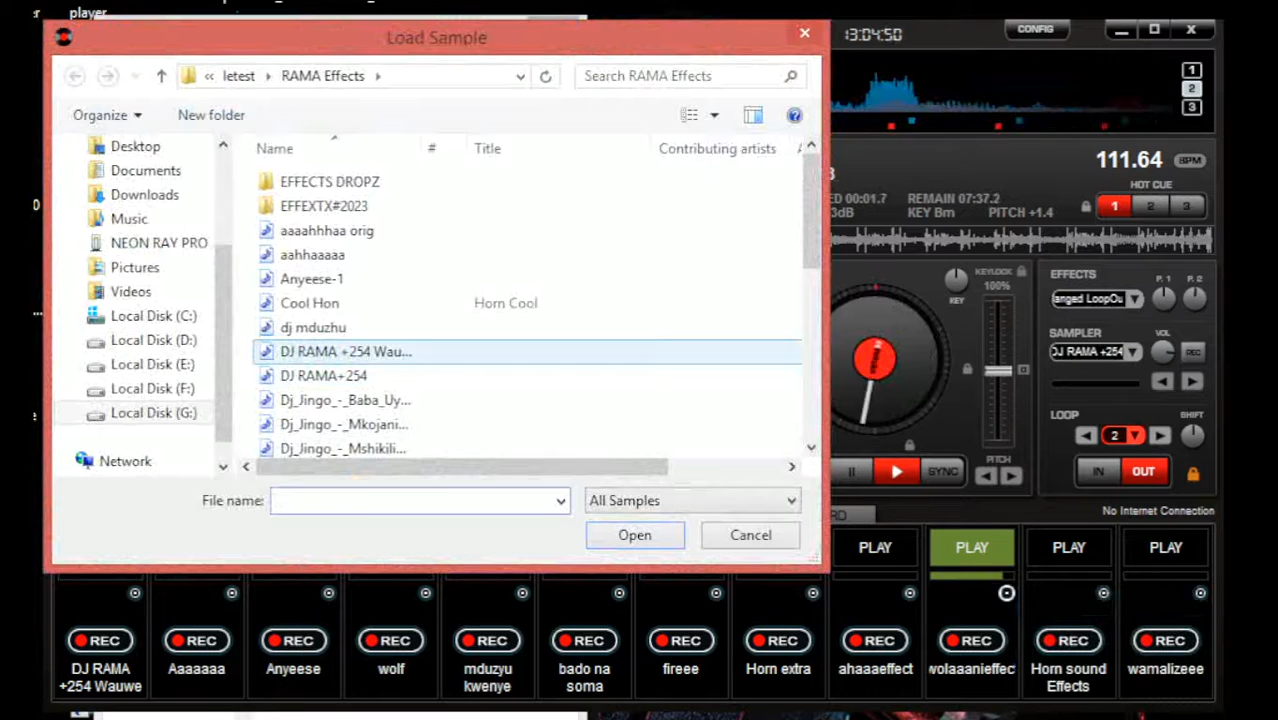 player
Load Sample
13:04:50
CONFIG
« letest RAMA Effects
Search RAMA Effects
1
2
3
Organize
New folder
Desktop
Documents
Downloads
Music
NEON RAY PRO
Pictures
Videos
Local Disk (C:)
Local Disk (D:)
Local Disk (E:)
Local Disk (F:)
Local Disk (G:)
Network
Name # Title Contributing artists
EFFECTS DROPZ
EFFEXTX#2023
aaaahhhaa orig
aahhaaaaa
Anyeese-1
Cool Hon Horn Cool
dj mduzhu
DJ RAMA +254 Wau...
DJ RAMA+254
Dj_Jingo_-_Baba_Uy...
Dj_Jingo_-_Mkojani...
Dj_Jingo_-_Mshikili...
File name:
All Samples
Open
Cancel
111.64 BPM
HOT CUE
1 2 3
ED 00:01.7 REMAIN 07:37.2
3dB KEY Bm PITCH +1.4
KEYLOCK
100%
KEY
EFFECTS P. 1 P. 2
anged LoopOu
SAMPLER VOL
DJ RAMA +254 REC
LOOP SHIFT
2
PITCH
SYNC
IN OUT
No Internet Connection
PLAY PLAY PLAY PLAY
REC REC REC REC REC REC REC REC REC REC REC REC
DJ RAMA +254 Wauwe
Aaaaaaa
Anyeese
wolf
mduzyu kwenye
bado na soma
fireee
Horn extra
ahaaaeffect
wolaaanieffec
Horn sound Effects
wamalizeee